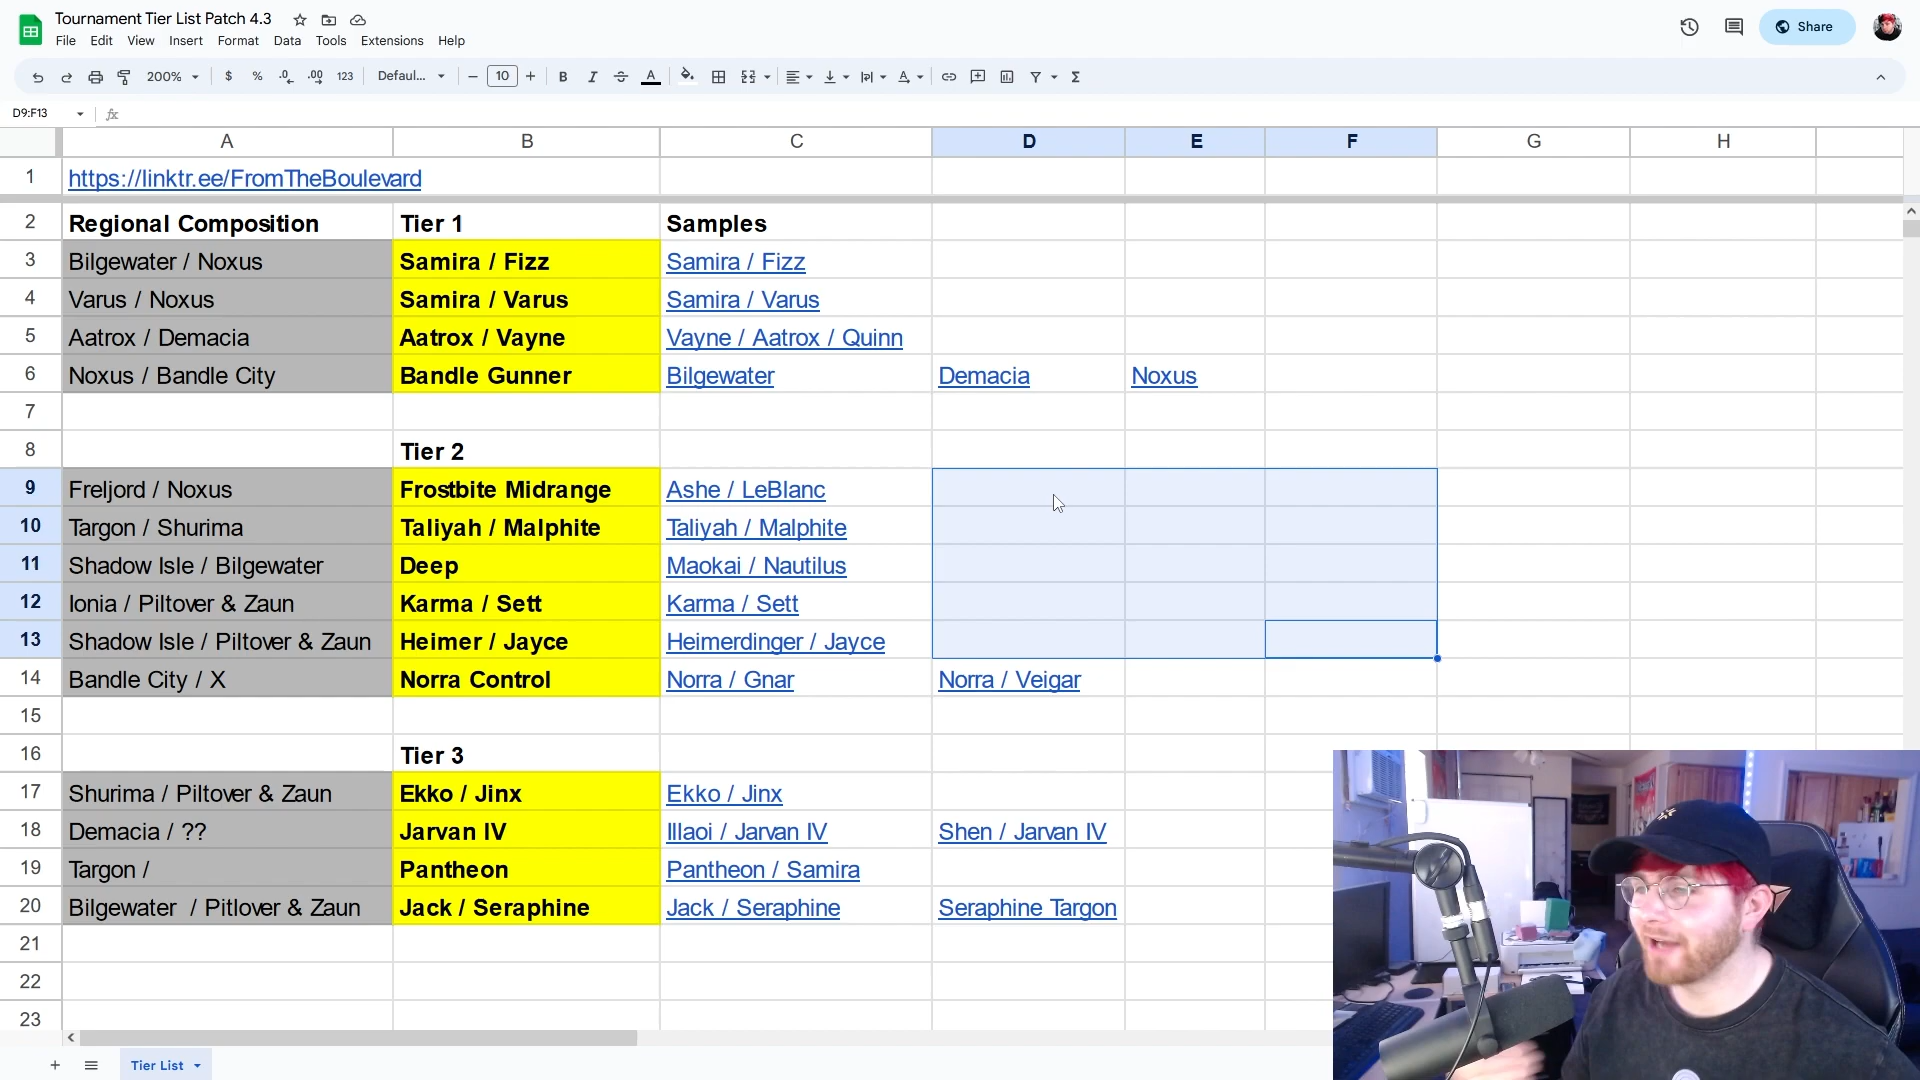 Tournament Tier List Patch 4.3
File Edit View Insert Format Data Tools Extensions Help
Share
200% $ % .0 .00 123 Defaul... − 10 + B I S A Σ
D9:F13 fx
A B C D E F G H
1 https://linktr.ee/FromTheBoulevard
2 Regional Composition Tier 1 Samples
3 Bilgewater / Noxus Samira / Fizz Samira / Fizz
4 Varus / Noxus Samira / Varus Samira / Varus
5 Aatrox / Demacia Aatrox / Vayne Vayne / Aatrox / Quinn
6 Noxus / Bandle City Bandle Gunner Bilgewater Demacia Noxus
7
8 Tier 2
9 Freljord / Noxus Frostbite Midrange Ashe / LeBlanc
10 Targon / Shurima Taliyah / Malphite Taliyah / Malphite
11 Shadow Isle / Bilgewater Deep Maokai / Nautilus
12 Ionia / Piltover & Zaun Karma / Sett Karma / Sett
13 Shadow Isle / Piltover & Zaun Heimer / Jayce Heimerdinger / Jayce
14 Bandle City / X Norra Control Norra / Gnar Norra / Veigar
15
16 Tier 3
17 Shurima / Piltover & Zaun Ekko / Jinx Ekko / Jinx
18 Demacia / ?? Jarvan IV Illaoi / Jarvan IV Shen / Jarvan IV
19 Targon / Pantheon Pantheon / Samira
20 Bilgewater / Pitlover & Zaun Jack / Seraphine Jack / Seraphine Seraphine Targon
21
22
23
+ Tier List